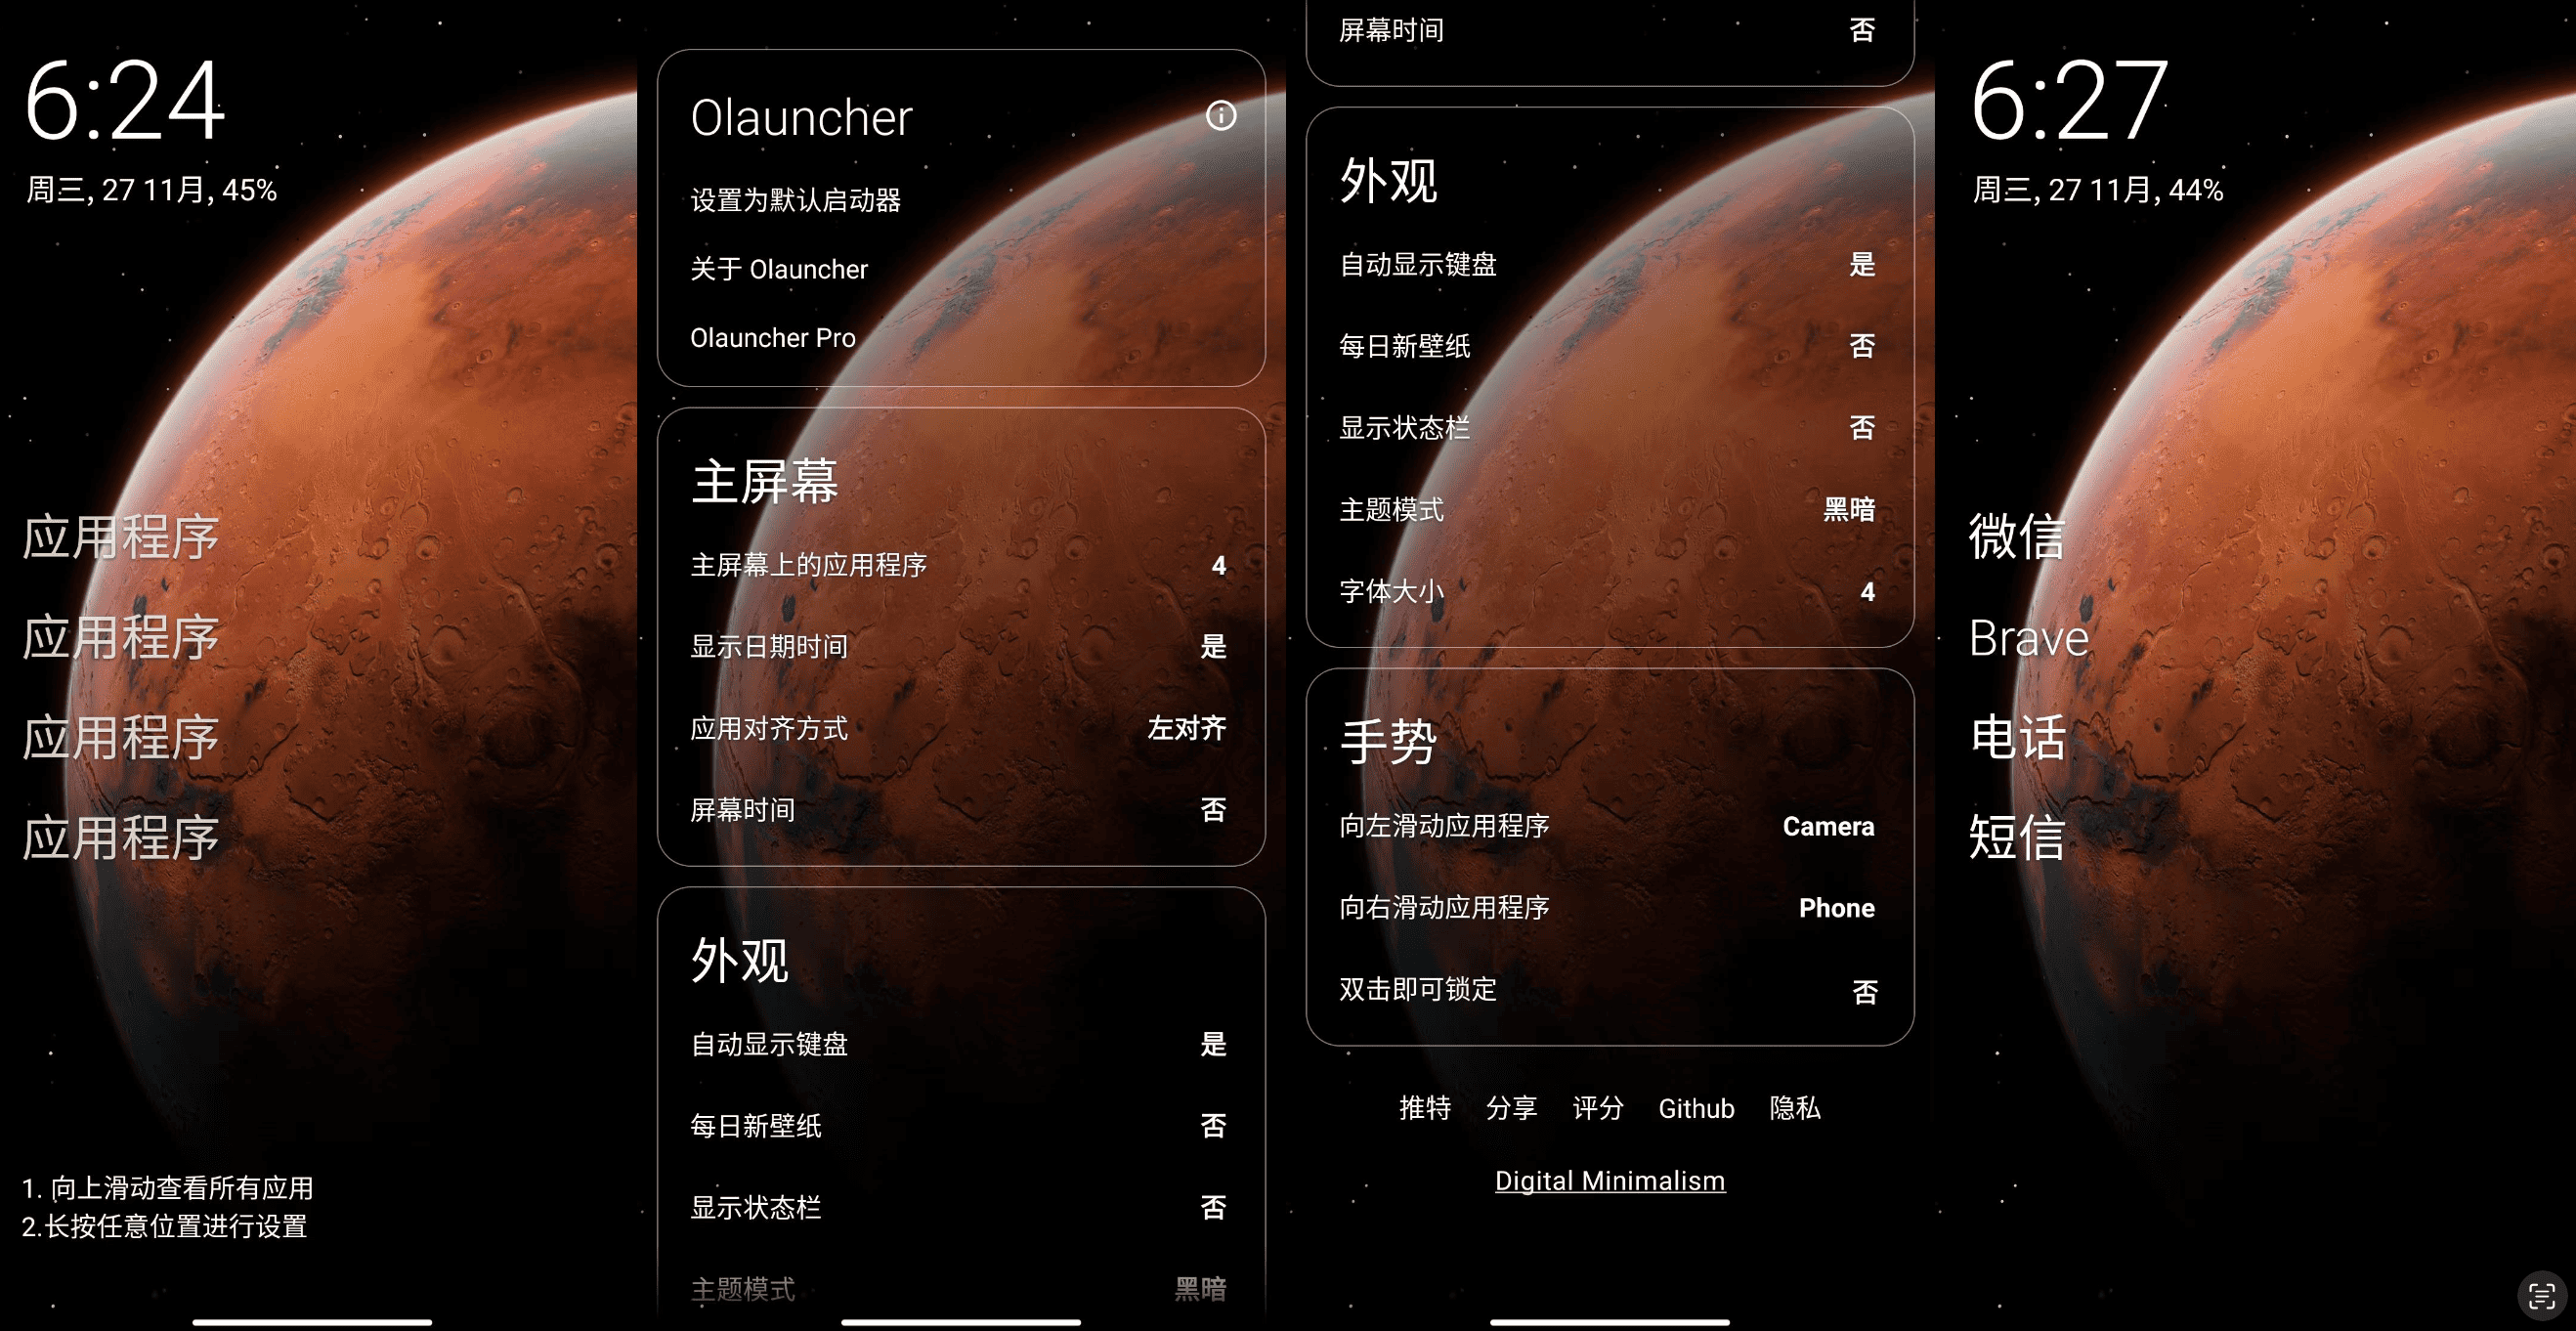 6:24
周三, 27 11月, 45%
应用程序
应用程序
应用程序
应用程序
1. 向上滑动查看所有应用
2.长按任意位置进行设置
Olauncher
设置为默认启动器
关于 Olauncher
Olauncher Pro
主屏幕
主屏幕上的应用程序 4
显示日期时间 是
应用对齐方式 左对齐
屏幕时间 否
外观
自动显示键盘 是
每日新壁纸 否
显示状态栏 否
主题模式 黑暗
屏幕时间 否
外观
自动显示键盘 是
每日新壁纸 否
显示状态栏 否
主题模式 黑暗
字体大小 4
手势
向左滑动应用程序 Camera
向右滑动应用程序 Phone
双击即可锁定 否
推特 分享 评分 Github 隐私
Digital Minimalism
6:27
周三, 27 11月, 44%
微信
Brave
电话
短信